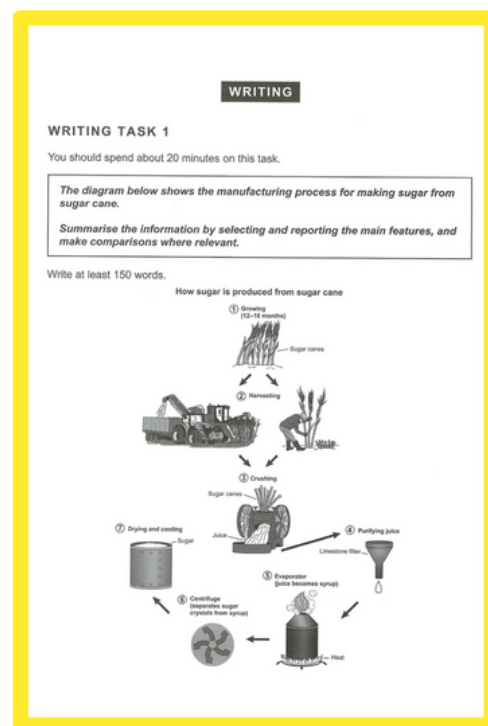 WRITING
WRITING TASK 1
You should spend about 20 minutes on this task.
The diagram below shows the manufacturing process for making sugar from
sugar cane.
Summarise the information by selecting and reporting the main features, and
make comparisons where relevant.
Write at least 150 words.
How sugar is produced from sugar cane
1 Growing
(12–18 months)
Sugar canes
2 Harvesting
3 Crushing
Sugar canes
Juice
4 Purifying juice
Limestone filter
5 Evaporator
(juice becomes syrup)
Heat
6 Centrifuge
(separates sugar
crystals from syrup)
7 Drying and cooling
Sugar